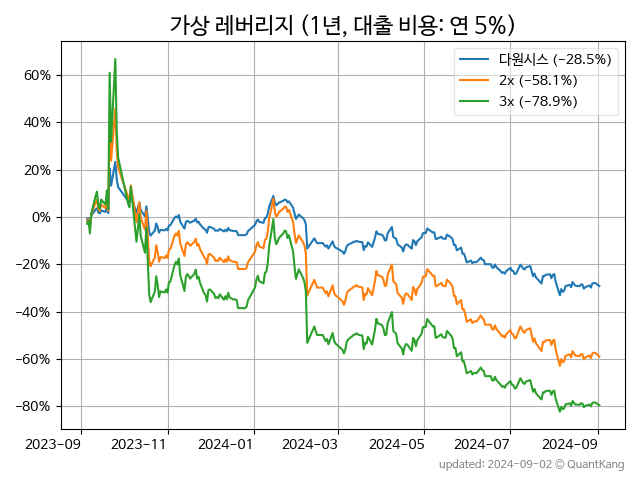 가상 레버리지 (1년, 대출 비용: 연 5%)
다원시스 (-28.5%)
2x (-58.1%)
3x (-78.9%)
60%
40%
20%
0%
-20%
-40%
-60%
-80%
2023-09 2023-11 2024-01 2024-03 2024-05 2024-07 2024-09
updated: 2024-09-02 © QuantKang